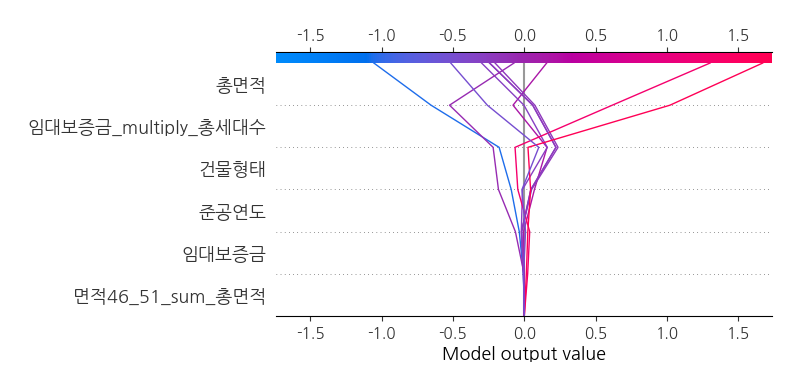 -1.5 -1.0 -0.5 0.0 0.5 1.0 1.5
총면적
임대보증금_multiply_총세대수
건물형태
준공연도
임대보증금
면적46_51_sum_총면적
-1.5 -1.0 -0.5 0.0 0.5 1.0 1.5
Model output value